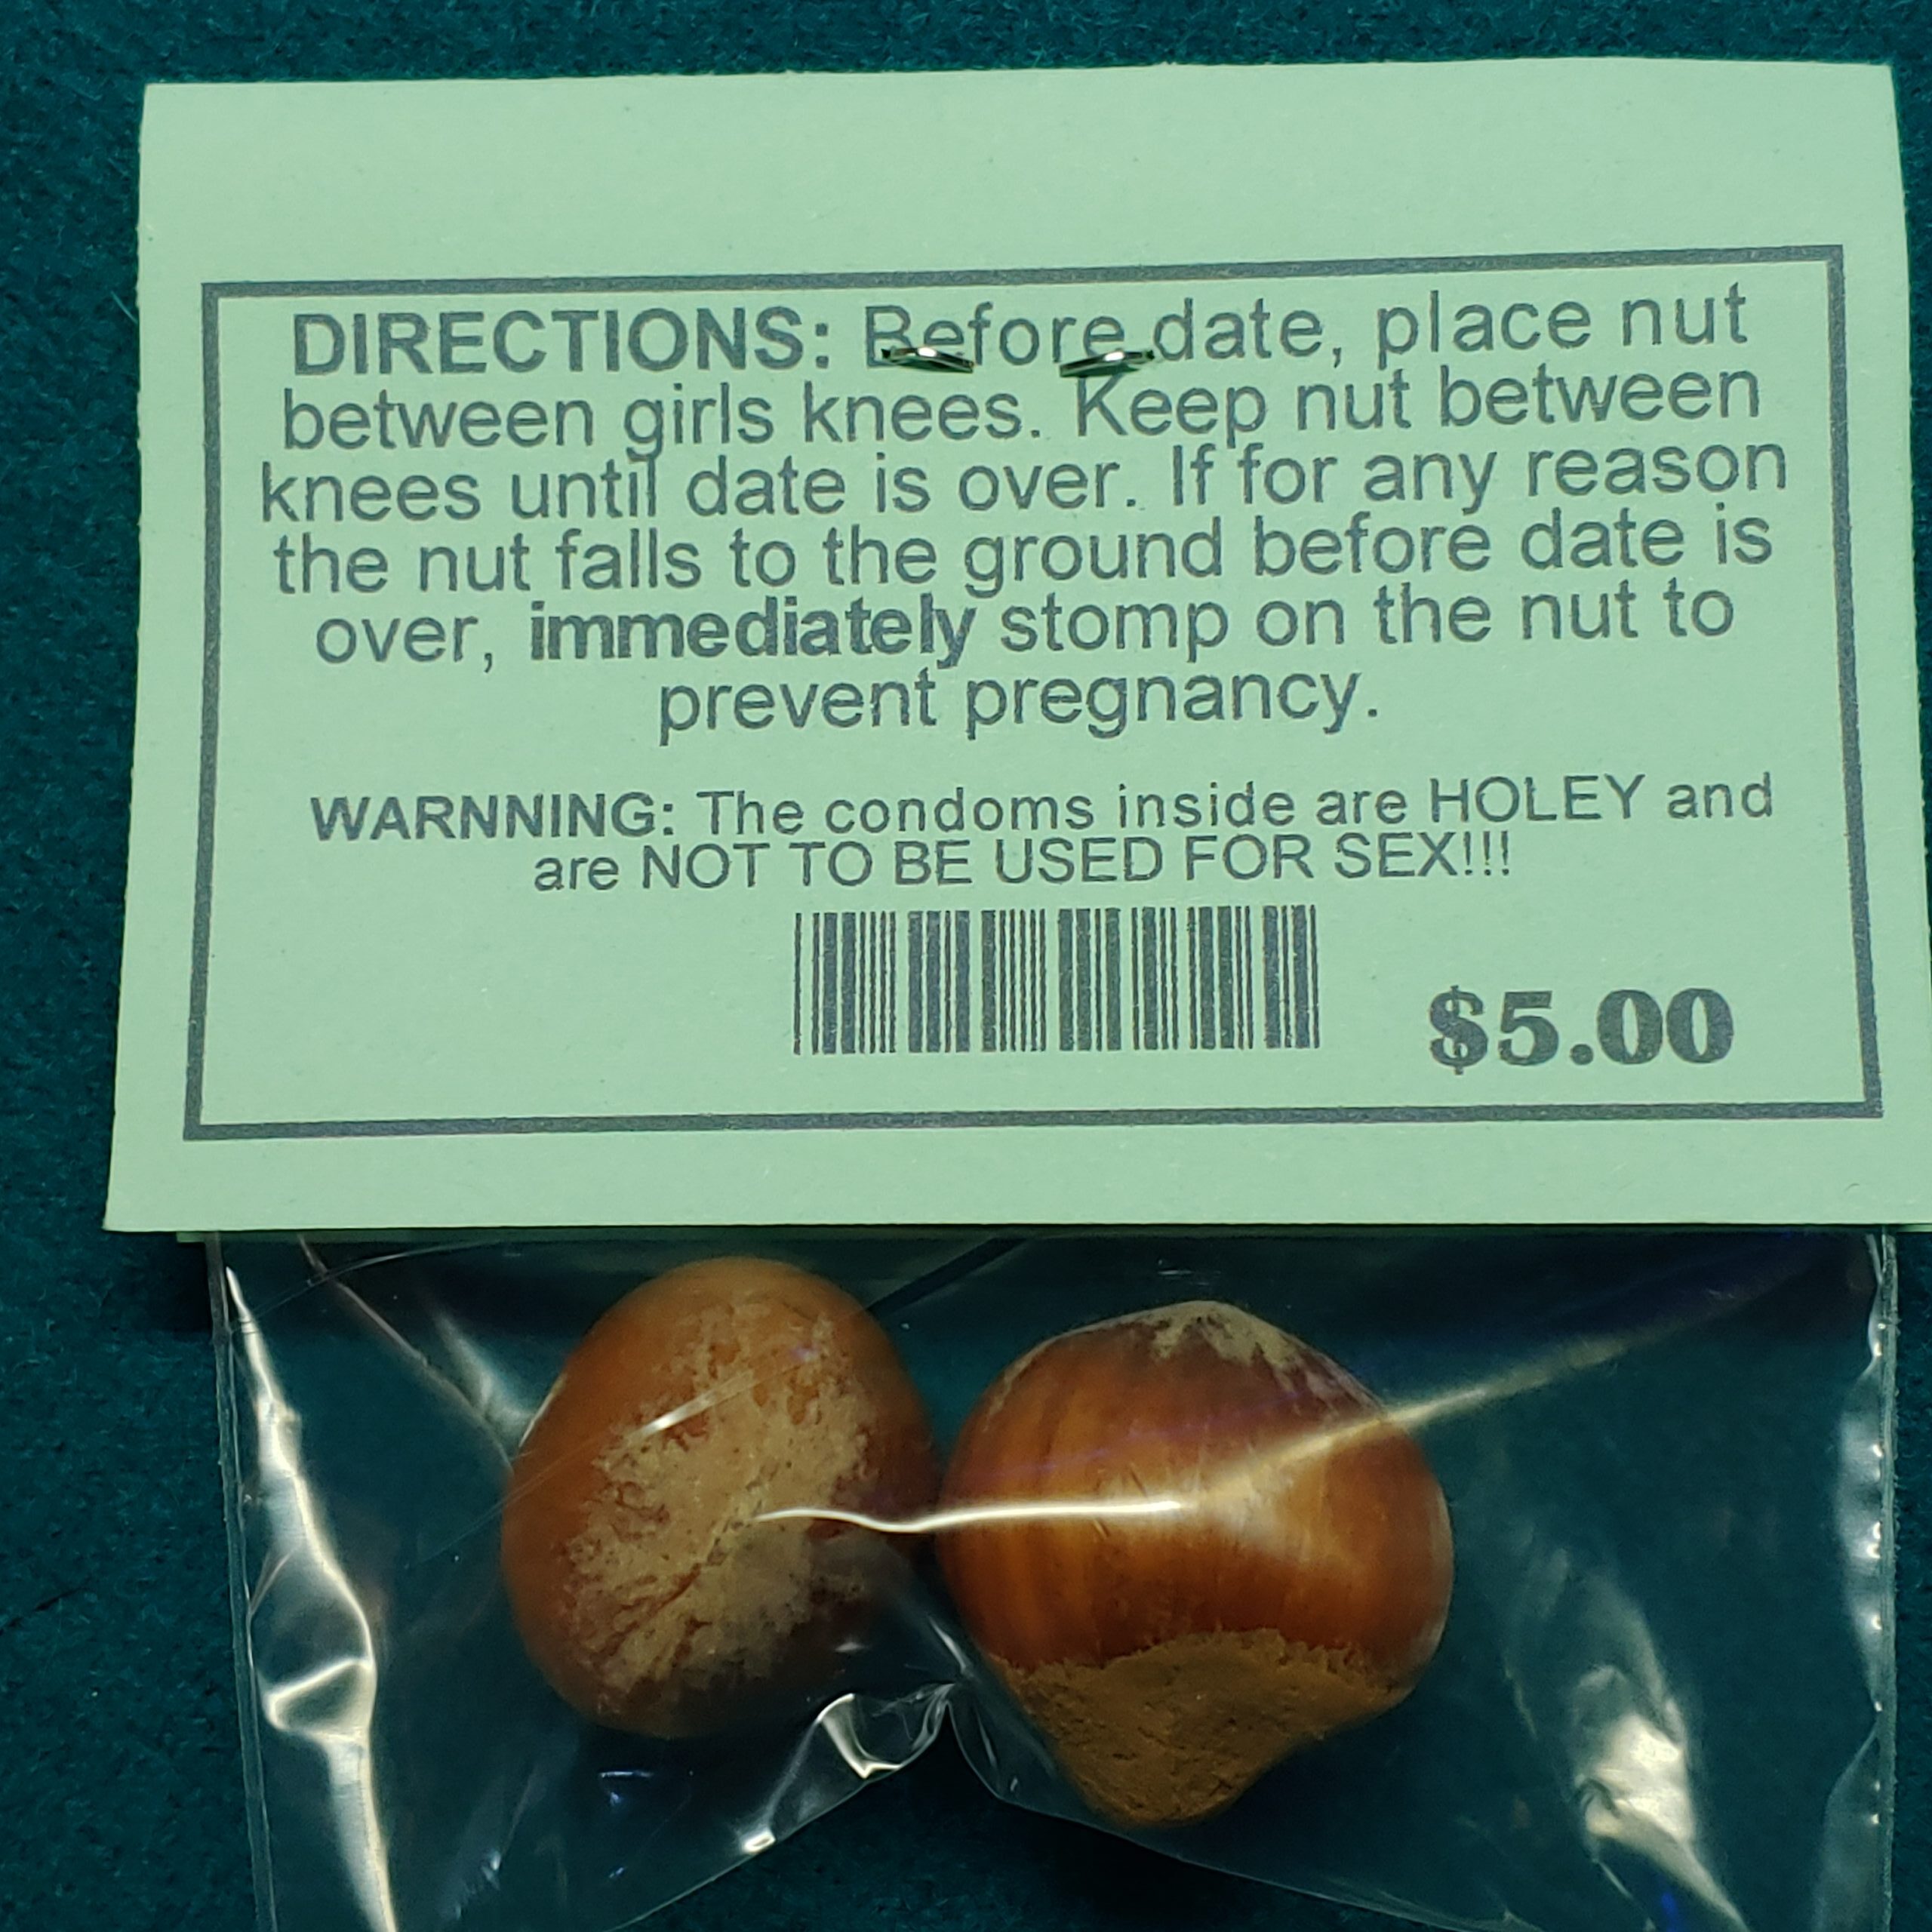 DIRECTIONS: Before date, place nut
between girls knees. Keep nut between
knees until date is over. If for any reason
the nut falls to the ground before date is
over, immediately stomp on the nut to
prevent pregnancy.
WARNNING: The condoms inside are HOLEY and
are NOT TO BE USED FOR SEX!!!
$5.00